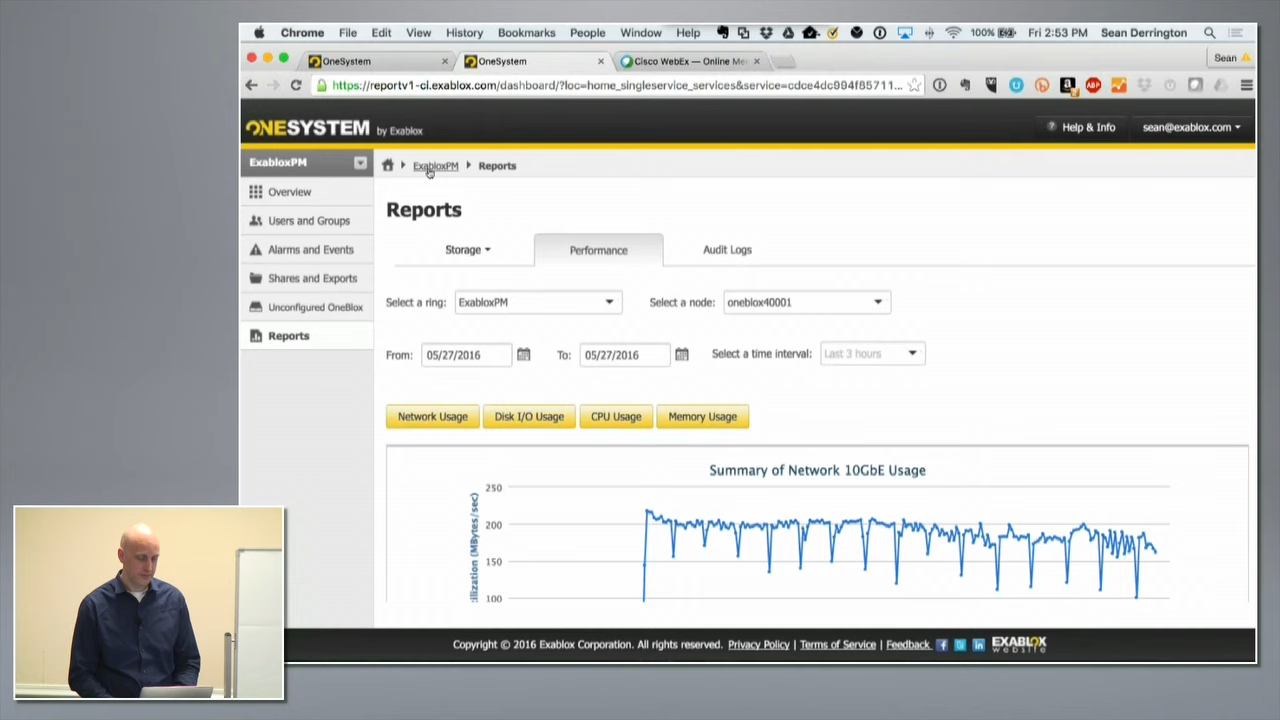 Chrome File Edit View History Bookmarks People Window Help 100% Fri 2:53 PM Sean Derrington
OneSystem × OneSystem × Cisco WebEx — Online Me × Sean
https://reportv1-ci.exablox.com/dashboard/?loc=home_singleservice_services&service=cdce4dc994f85711...
ONESYSTEM by Exablox ? Help & Info sean@exablox.com
ExabloxPM
ExabloxPM Reports
Overview
Users and Groups
Alarms and Events
Shares and Exports
Unconfigured OneBlox
Reports
Reports
Storage Performance Audit Logs
Select a ring: ExabloxPM Select a node: oneblox40001
From: 05/27/2016 To: 05/27/2016 Select a time interval: Last 3 hours
Network Usage Disk I/O Usage CPU Usage Memory Usage
Summary of Network 10GbE Usage
250
200
150
100
(MBytes/sec)
Copyright © 2016 Exablox Corporation. All rights reserved. Privacy Policy | Terms of Service | Feedback EXABLOX
website